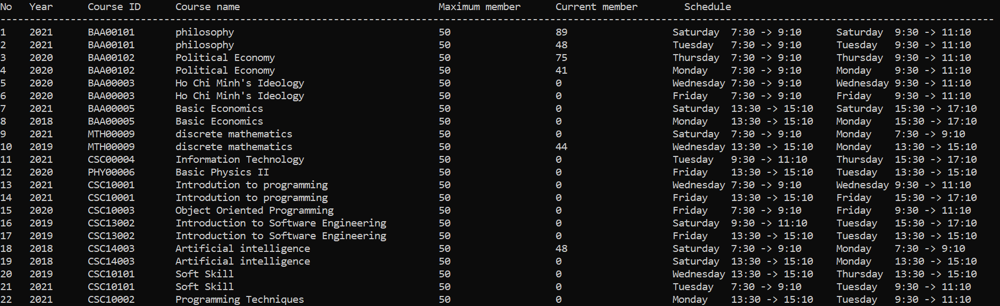 No Year Course ID Course name Maximum member Current member Schedule
--------------------------------------------------------------------------------------------------------------------------------------------------------------------------
1 2021 BAA00101 philosophy 50 89 Saturday 7:30 -> 9:10 Saturday 9:30 -> 11:10
2 2021 BAA00101 philosophy 50 48 Tuesday 7:30 -> 9:10 Tuesday 9:30 -> 11:10
3 2020 BAA00102 Political Economy 50 75 Thursday 7:30 -> 9:10 Thursday 9:30 -> 11:10
4 2020 BAA00102 Political Economy 50 41 Monday 7:30 -> 9:10 Monday 9:30 -> 11:10
5 2020 BAA00003 Ho Chi Minh's Ideology 50 0 Wednesday 7:30 -> 9:10 Wednesday 9:30 -> 11:10
6 2020 BAA00003 Ho Chi Minh's Ideology 50 0 Friday 7:30 -> 9:10 Friday 9:30 -> 11:10
7 2021 BAA00005 Basic Economics 50 0 Saturday 13:30 -> 15:10 Saturday 15:30 -> 17:10
8 2018 BAA00005 Basic Economics 50 0 Monday 13:30 -> 15:10 Monday 15:30 -> 17:10
9 2021 MTH00009 discrete mathematics 50 0 Saturday 7:30 -> 9:10 Monday 7:30 -> 9:10
10 2019 MTH00009 discrete mathematics 50 44 Wednesday 13:30 -> 15:10 Monday 13:30 -> 15:10
11 2021 CSC00004 Information Technology 50 0 Tuesday 9:30 -> 11:10 Thursday 15:30 -> 17:10
12 2020 PHY00006 Basic Physics II 50 0 Friday 13:30 -> 15:10 Tuesday 13:30 -> 15:10
13 2021 CSC10001 Introdution to programming 50 0 Wednesday 7:30 -> 9:10 Wednesday 9:30 -> 11:10
14 2021 CSC10001 Introdution to programming 50 0 Friday 13:30 -> 15:10 Friday 15:30 -> 17:10
15 2020 CSC10003 Object Oriented Programming 50 0 Friday 7:30 -> 9:10 Friday 9:30 -> 11:10
16 2019 CSC13002 Introduction to Software Engineering 50 0 Saturday 9:30 -> 11:10 Tuesday 15:30 -> 17:10
17 2019 CSC13002 Introduction to Software Engineering 50 0 Friday 13:30 -> 15:10 Tuesday 13:30 -> 15:10
18 2018 CSC14003 Artificial intelligence 50 48 Saturday 7:30 -> 9:10 Monday 7:30 -> 9:10
19 2018 CSC14003 Artificial intelligence 50 0 Saturday 13:30 -> 15:10 Monday 13:30 -> 15:10
20 2019 CSC10101 Soft Skill 50 0 Wednesday 13:30 -> 15:10 Thursday 13:30 -> 15:10
21 2021 CSC10101 Soft Skill 50 0 Tuesday 7:30 -> 9:10 Tuesday 9:30 -> 11:10
22 2021 CSC10002 Programming Techniques 50 0 Monday 13:30 -> 15:10 Tuesday 9:30 -> 11:10